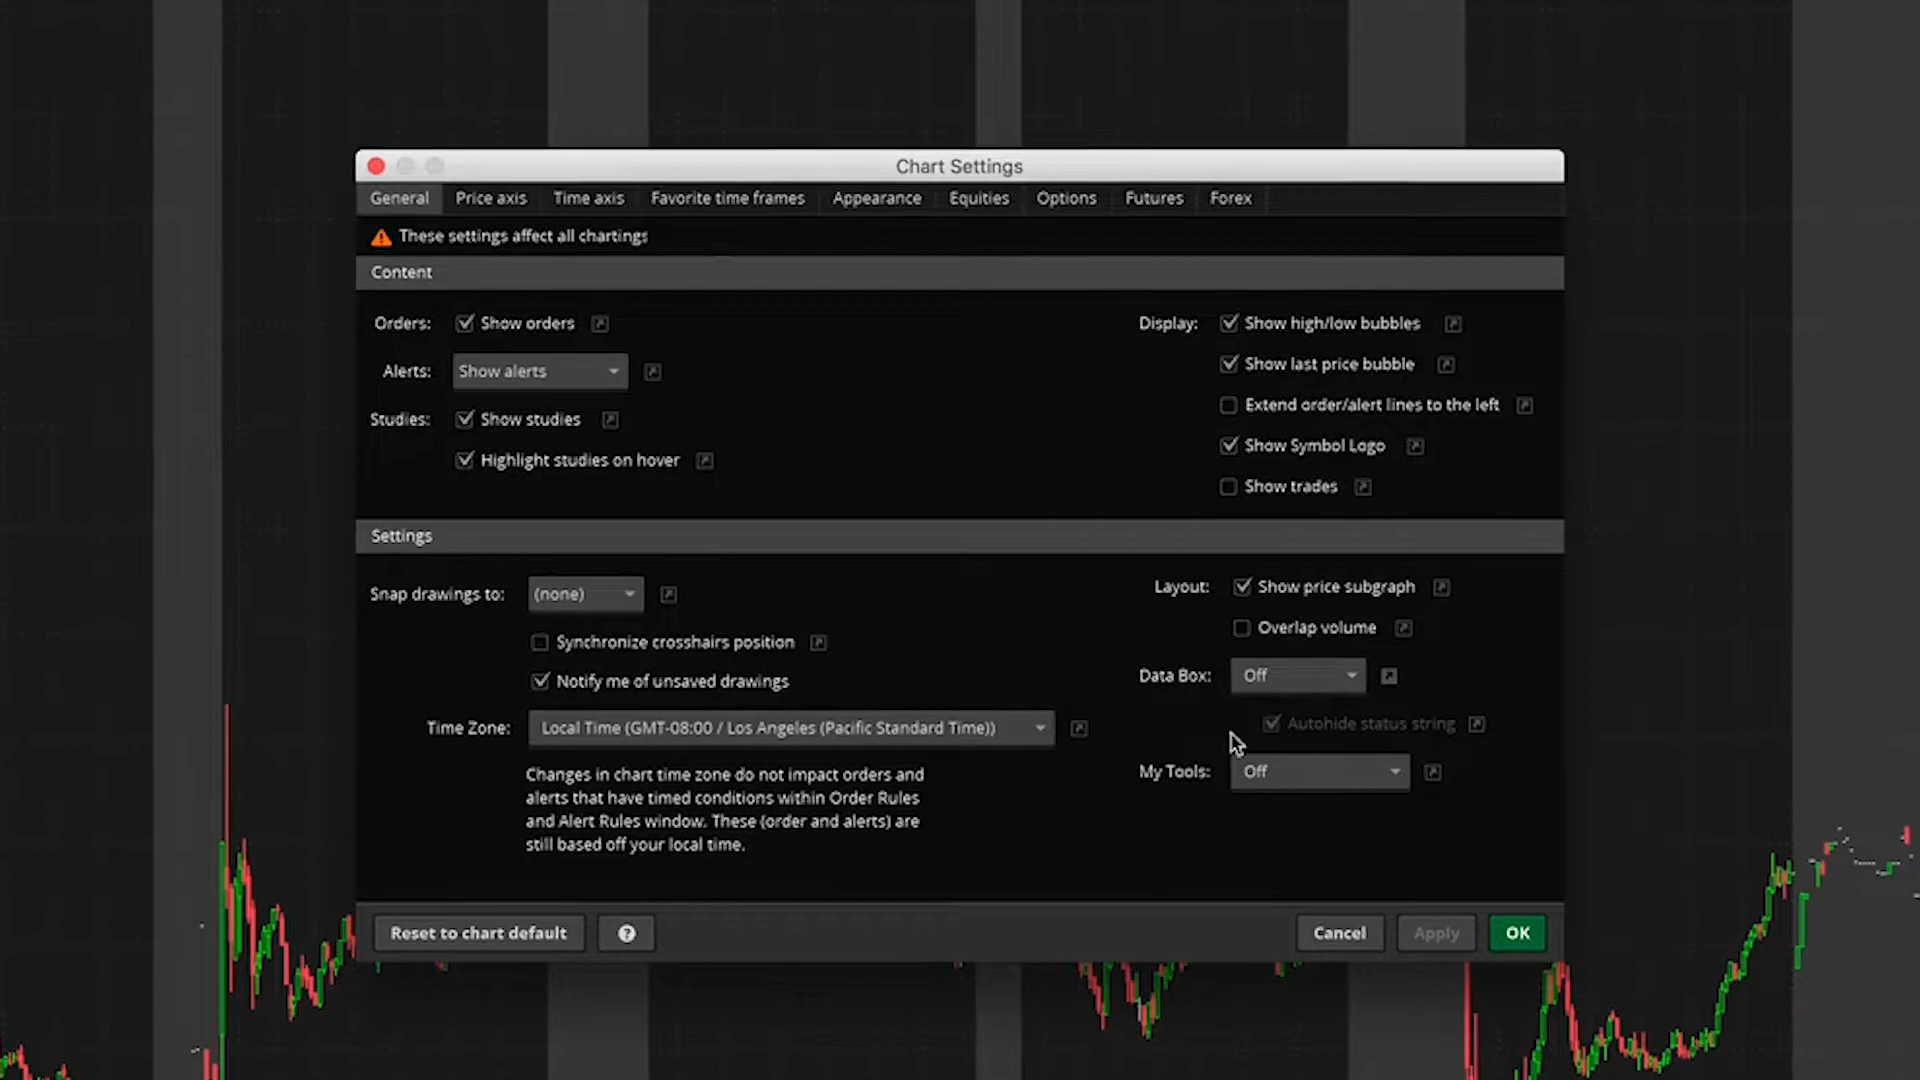 Chart Settings
General Price axis Time axis Favorite time frames Appearance Equities Options Futures Forex
These settings affect all chartings
Content
Orders: Show orders
Alerts: Show alerts
Studies: Show studies
Highlight studies on hover
Display: Show high/low bubbles
Show last price bubble
Extend order/alert lines to the left
Show Symbol Logo
Show trades
Settings
Snap drawings to: (none)
Synchronize crosshairs position
Notify me of unsaved drawings
Time Zone: Local Time (GMT-08:00 / Los Angeles (Pacific Standard Time))
Changes in chart time zone do not impact orders and
alerts that have timed conditions within Order Rules
and Alert Rules window. These (order and alerts) are
still based off your local time.
Layout: Show price subgraph
Overlap volume
Data Box: Off
Autohide status string
My Tools: Off
Reset to chart default ? Cancel Apply OK